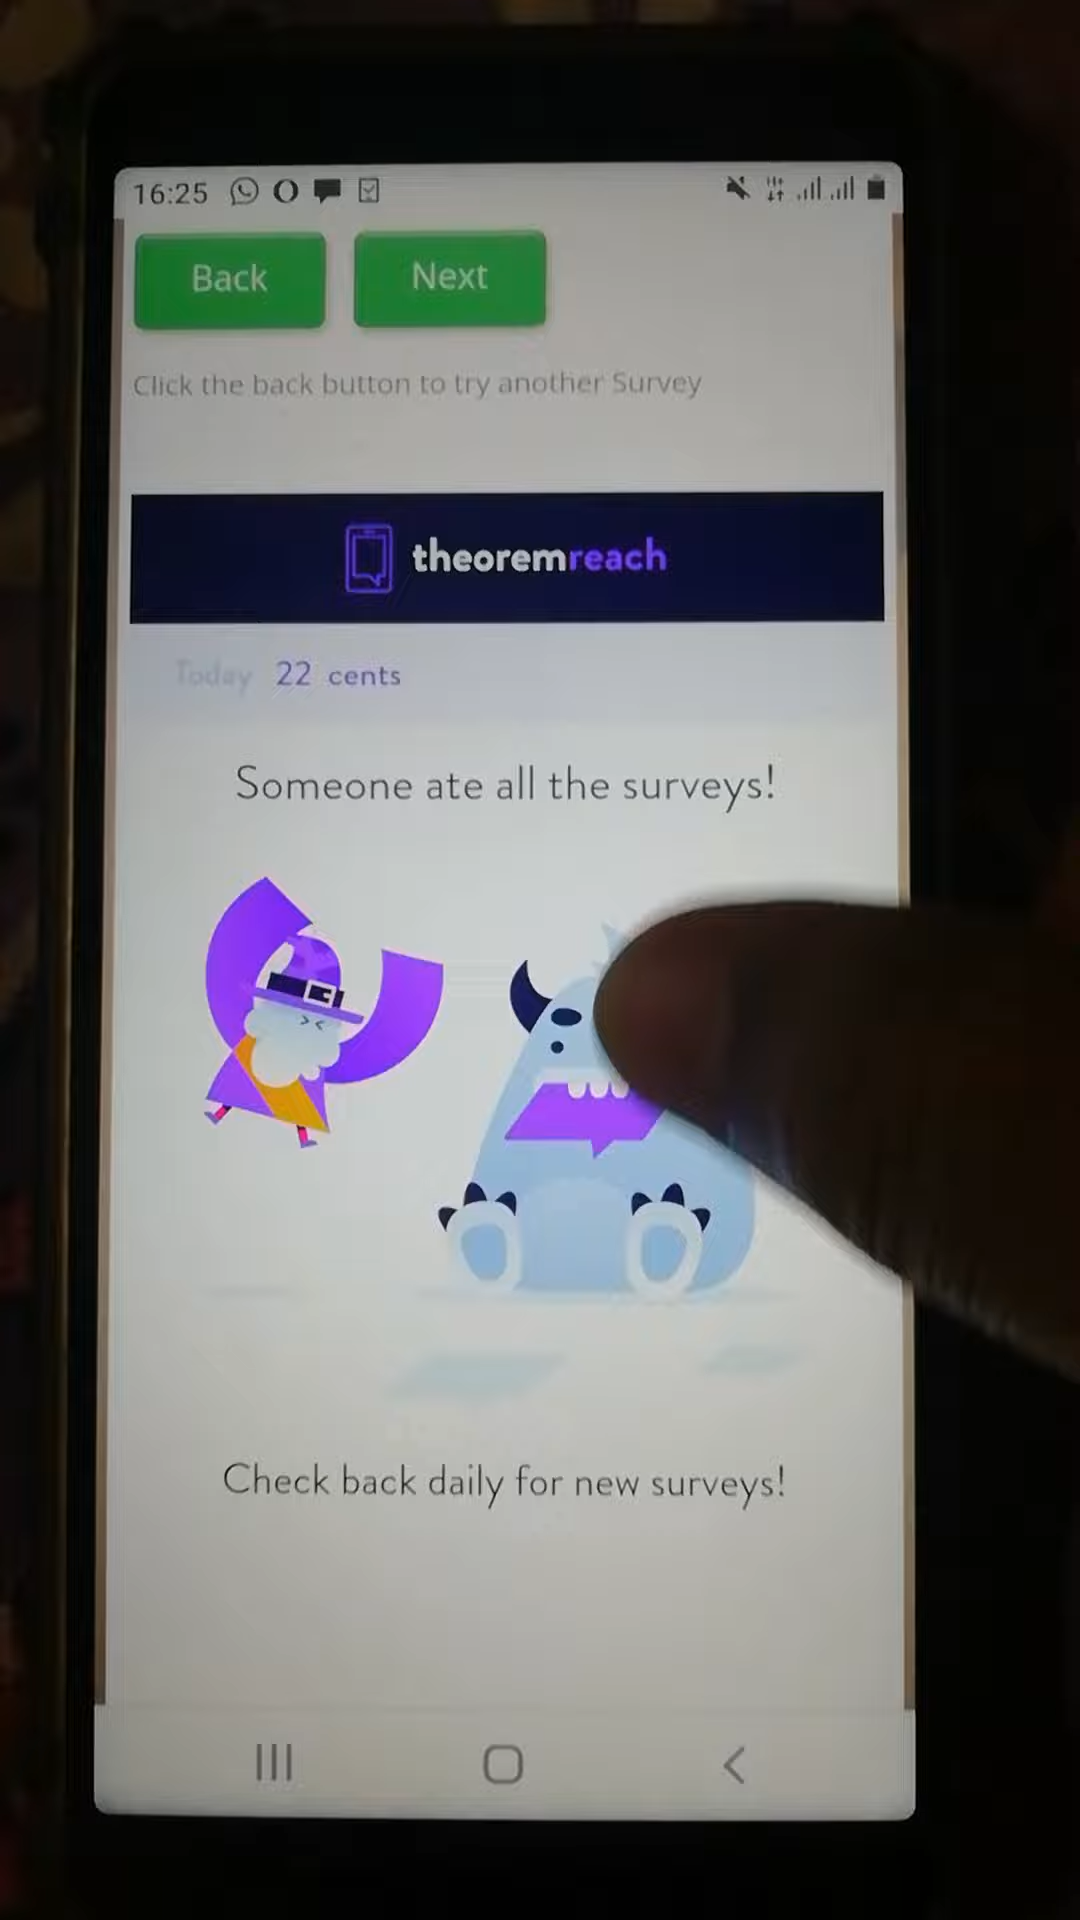 16:25
Back Next
Click the back button to try another Survey
theoremreach
Today 22 cents
Someone ate all the surveys!
Check back daily for new surveys!